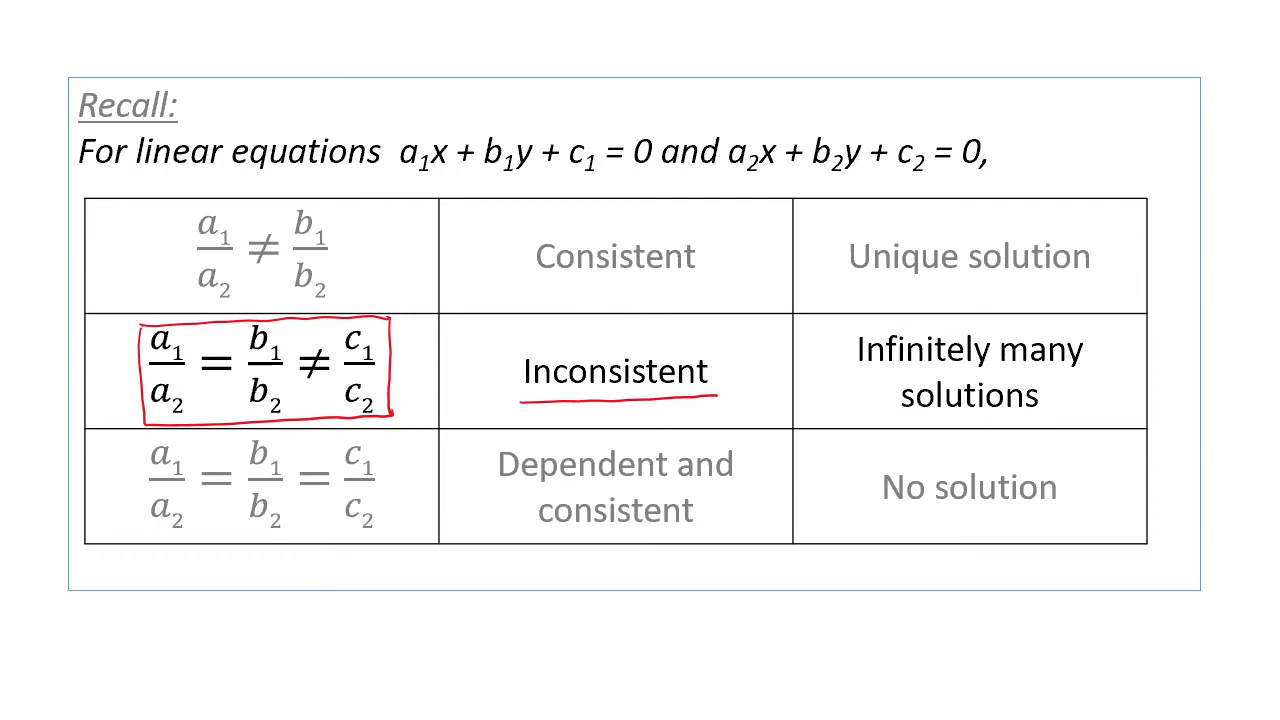 Recall:
For linear equations a₁x + b₁y + c₁ = 0 and a₂x + b₂y + c₂ = 0,
a₁/a₂ ≠ b₁/b₂
Consistent
Unique solution
a₁/a₂ = b₁/b₂ ≠ c₁/c₂
Inconsistent
Infinitely many
solutions
a₁/a₂ = b₁/b₂ = c₁/c₂
Dependent and
consistent
No solution